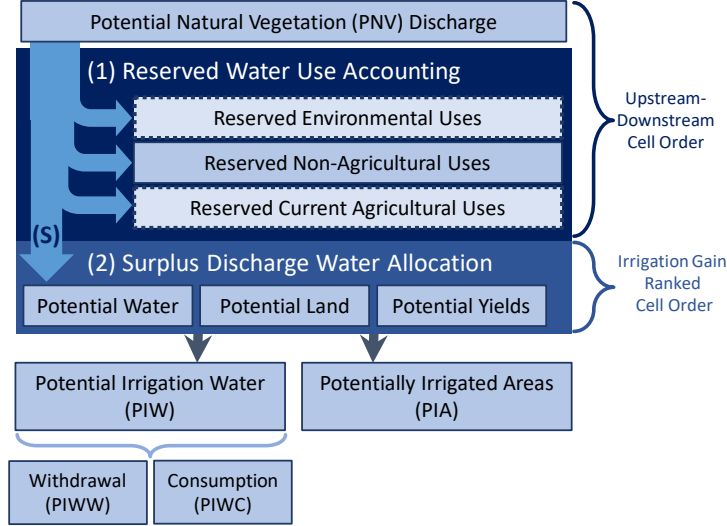 Potential Natural Vegetation (PNV) Discharge
(1) Reserved Water Use Accounting
Reserved Environmental Uses
Reserved Non-Agricultural Uses
Reserved Current Agricultural Uses
Upstream-
Downstream
Cell Order
(S)
(2) Surplus Discharge Water Allocation
Potential Water
Potential Land
Potential Yields
Irrigation Gain
Ranked
Cell Order
Potential Irrigation Water
(PIW)
Potentially Irrigated Areas
(PIA)
Withdrawal
(PIWW)
Consumption
(PIWC)